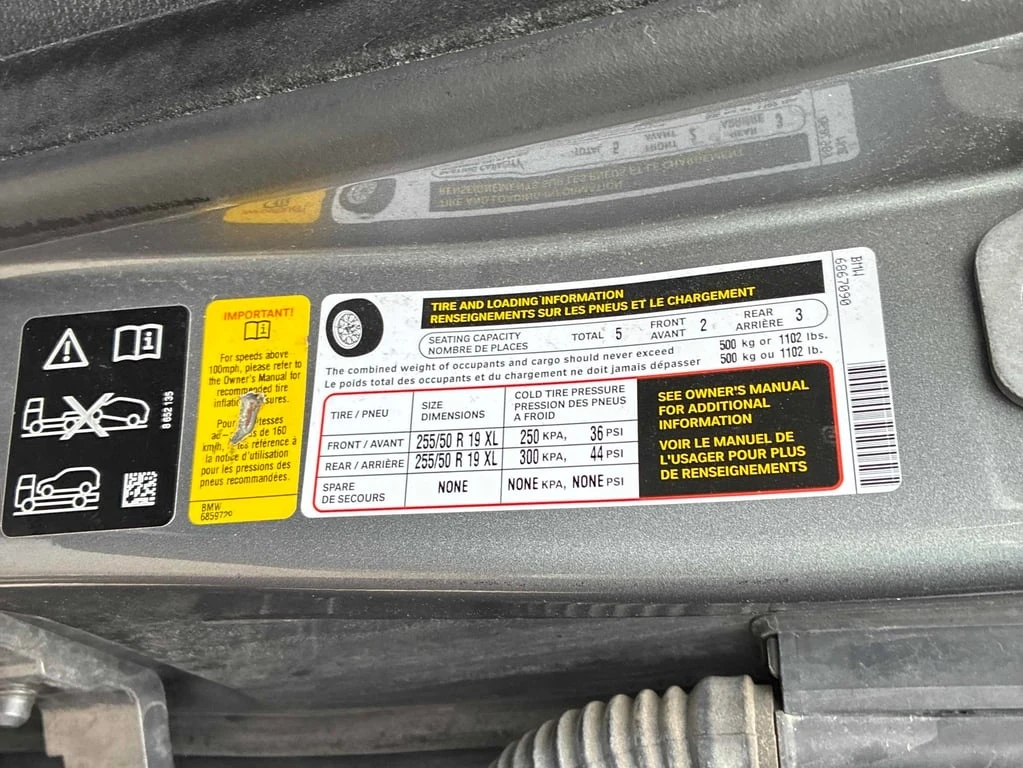 8 852 135
IMPORTANT!
For speeds above
100mph, please refer to
the Owner's Manual for
recommended tire
de 160
référence à
la notice d'utilisation
pour les pressions des
pneus recommandées.
BMW
6859729
TIRE AND LOADING INFORMATION
RENSEIGNEMENTS SUR LES PNEUS ET LE CHARGEMENT
SEATING CAPACITY
NOMBRE DE PLACES
TOTAL 5
FRONT
AVANT 2
REAR
ARRIÈRE 3
The combined weight of occupants and cargo should never exceed 500 kg or 1102 lbs.
Le poids total des occupants et du chargement ne doit jamais dépasser 500 kg ou 1102 lb.
TIRE / PNEU
SIZE
DIMENSIONS
COLD TIRE PRESSURE
PRESSION DES PNEUS
A FROID
FRONT / AVANT 255/50 R 19 XL 250 KPA, 36 PSI
REAR / ARRIÈRE 255/50 R 19 XL 300 KPA, 44 PSI
SPARE
DE SECOURS
NONE NONE KPA, NONE PSI
SEE OWNER'S MANUAL
FOR ADDITIONAL
INFORMATION
VOIR LE MANUEL DE
L'USAGER POUR PLUS
DE RENSEIGNEMENTS
BMW
6867090